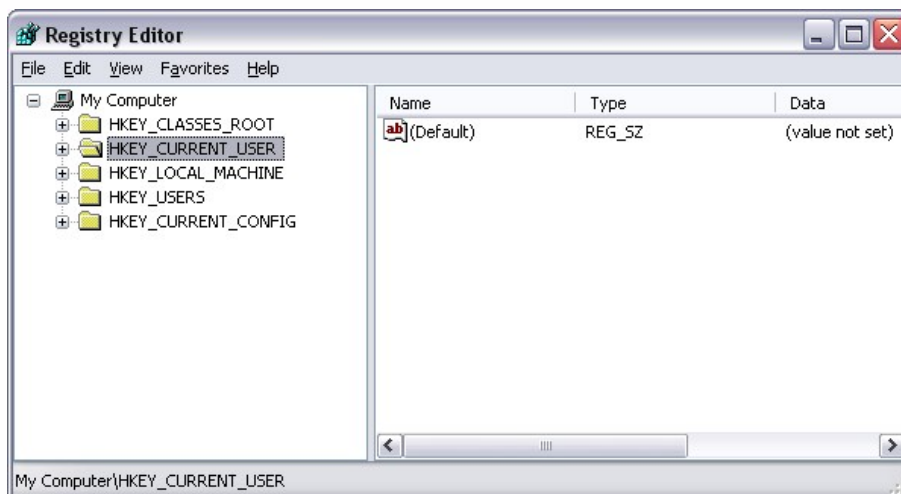 Registry Editor
File Edit View Favorites Help
My Computer
HKEY_CLASSES_ROOT
HKEY_CURRENT_USER
HKEY_LOCAL_MACHINE
HKEY_USERS
HKEY_CURRENT_CONFIG
Name Type Data
ab (Default) REG_SZ (value not set)
My Computer\HKEY_CURRENT_USER